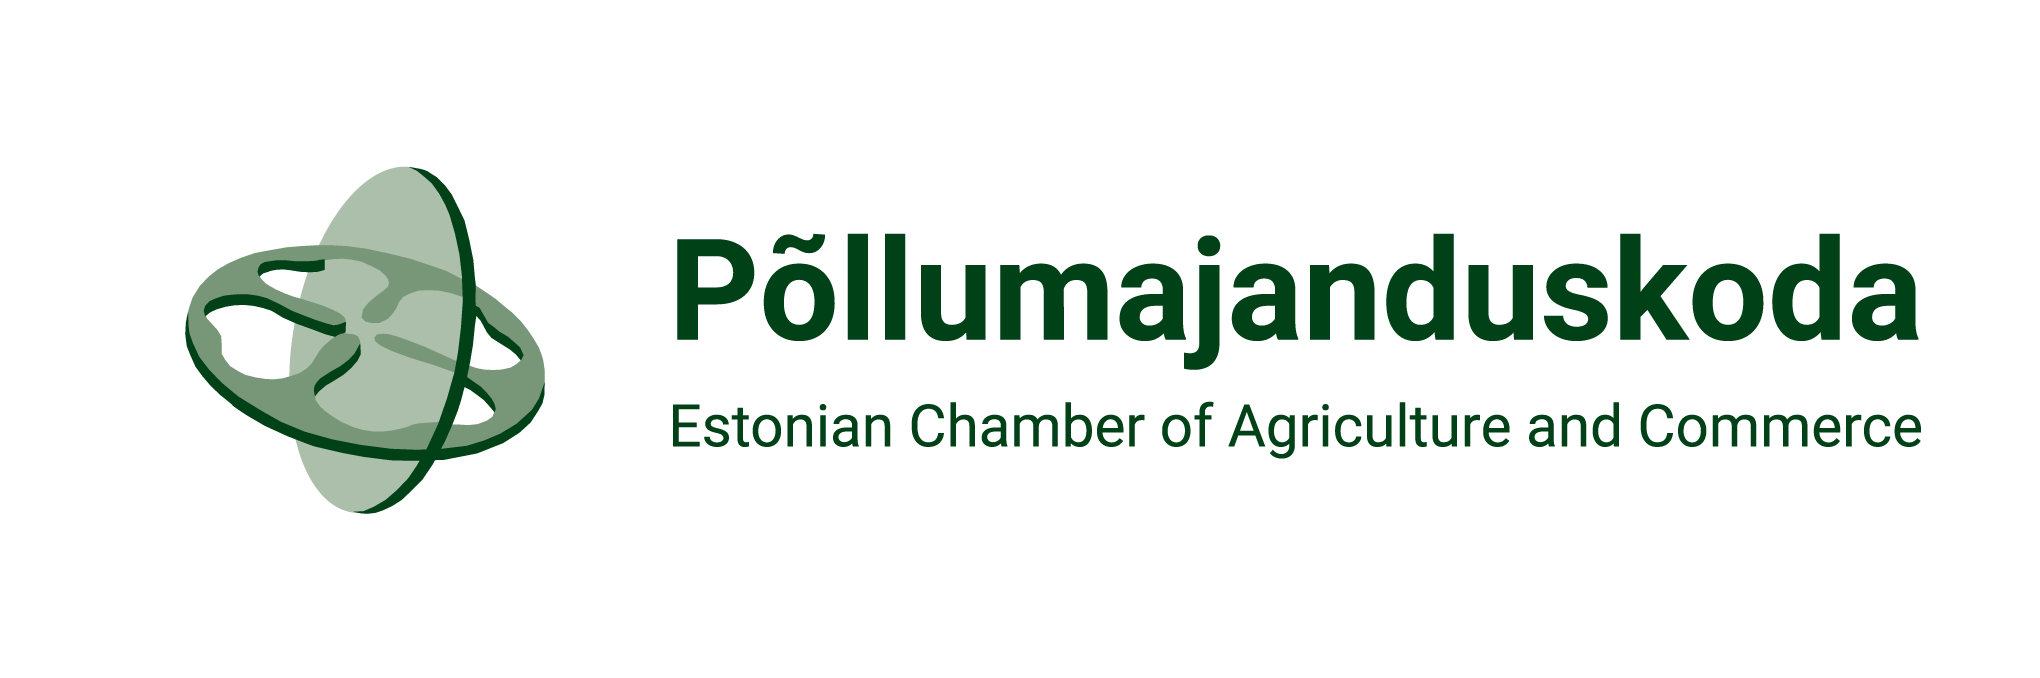 Põllumajanduskoda
Estonian Chamber of Agriculture and Commerce